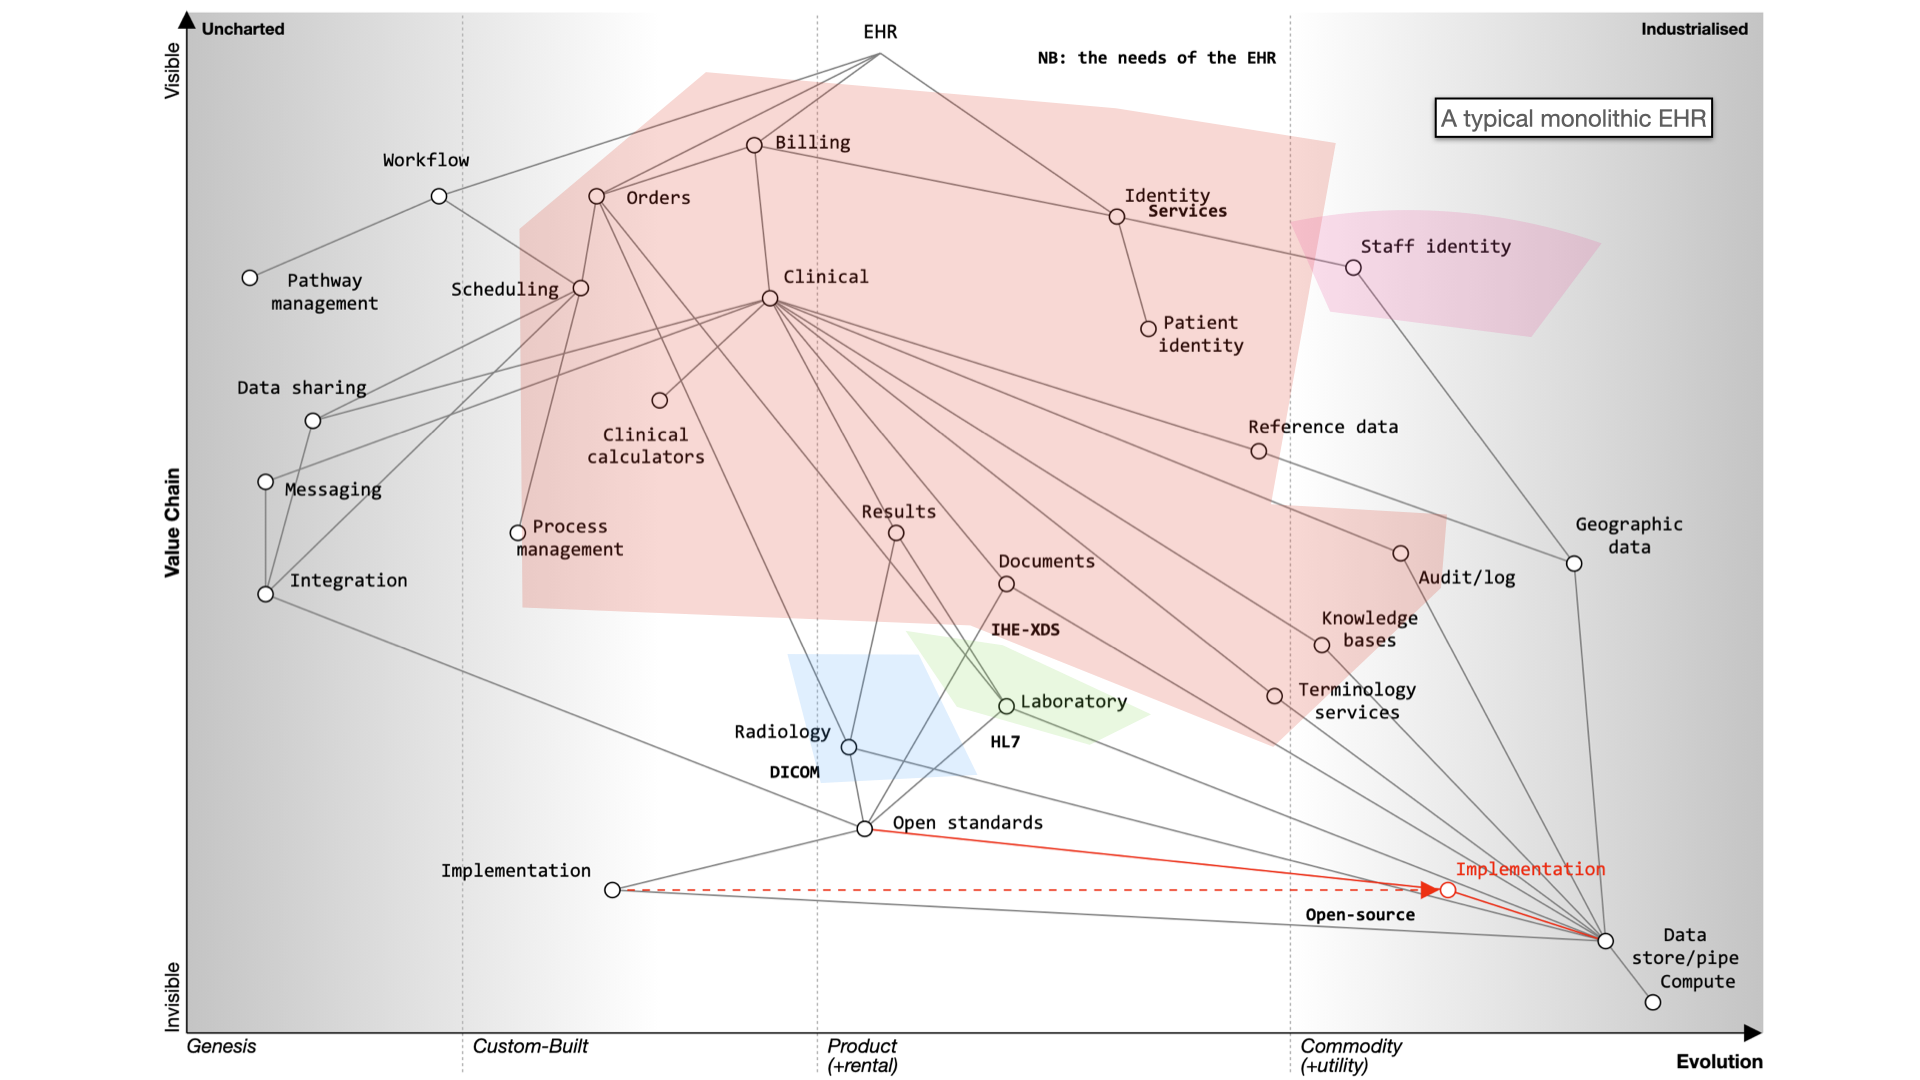 Uncharted
EHR
Industrialised
NB: the needs of the EHR
Visible
A typical monolithic EHR
Billing
Workflow
Orders
Identity
Services
Staff identity
Pathway
management
Scheduling
Clinical
Patient
identity
Data sharing
Clinical
calculators
Reference data
Messaging
Results
Process
management
Geographic
data
Documents
Audit/log
Integration
Value Chain
IHE-XDS
Knowledge
bases
Terminology
services
Laboratory
Radiology
HL7
DICOM
Open standards
Implementation
Implementation
Open-source
Data
store/pipe
Compute
Invisible
Genesis
Custom-Built
Product
(+rental)
Commodity
(+utility)
Evolution